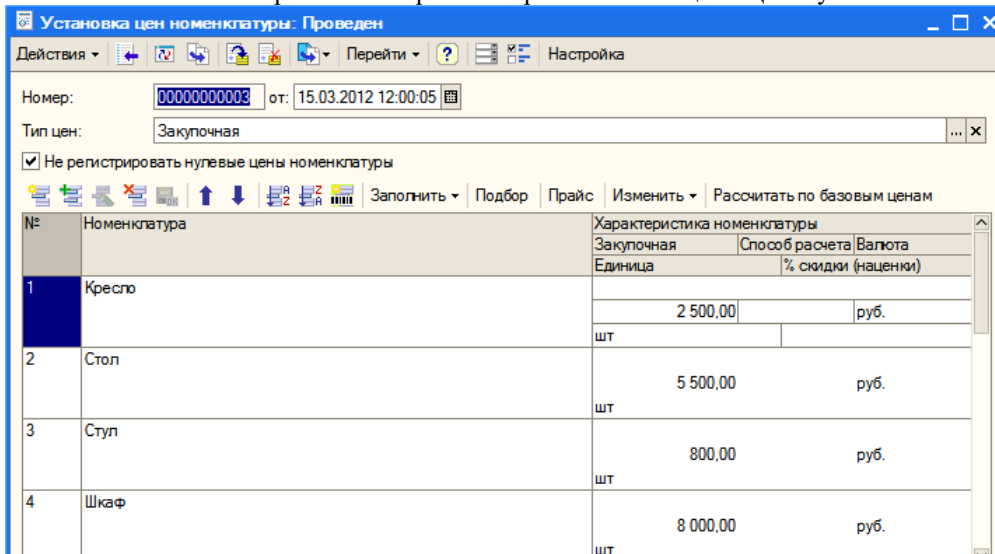 Установка цен номенклатуры: Проведен
Действия Перейти ? Настройка
Номер: 00000000003 от: 15.03.2012 12:00:05
Тип цен: Закупочная ... x
Не регистрировать нулевые цены номенклатуры
Заполнить Подбор Прайс Изменить Рассчитать по базовым ценам
№ Номенклатура Характеристика номенклатуры
Закупочная Способ расчета Валюта
Единица % скидки (наценки)
1 Кресло
2 500,00 руб.
шт
2 Стол
5 500,00 руб.
шт
3 Стул
800,00 руб.
шт
4 Шкаф
8 000,00 руб.
шт